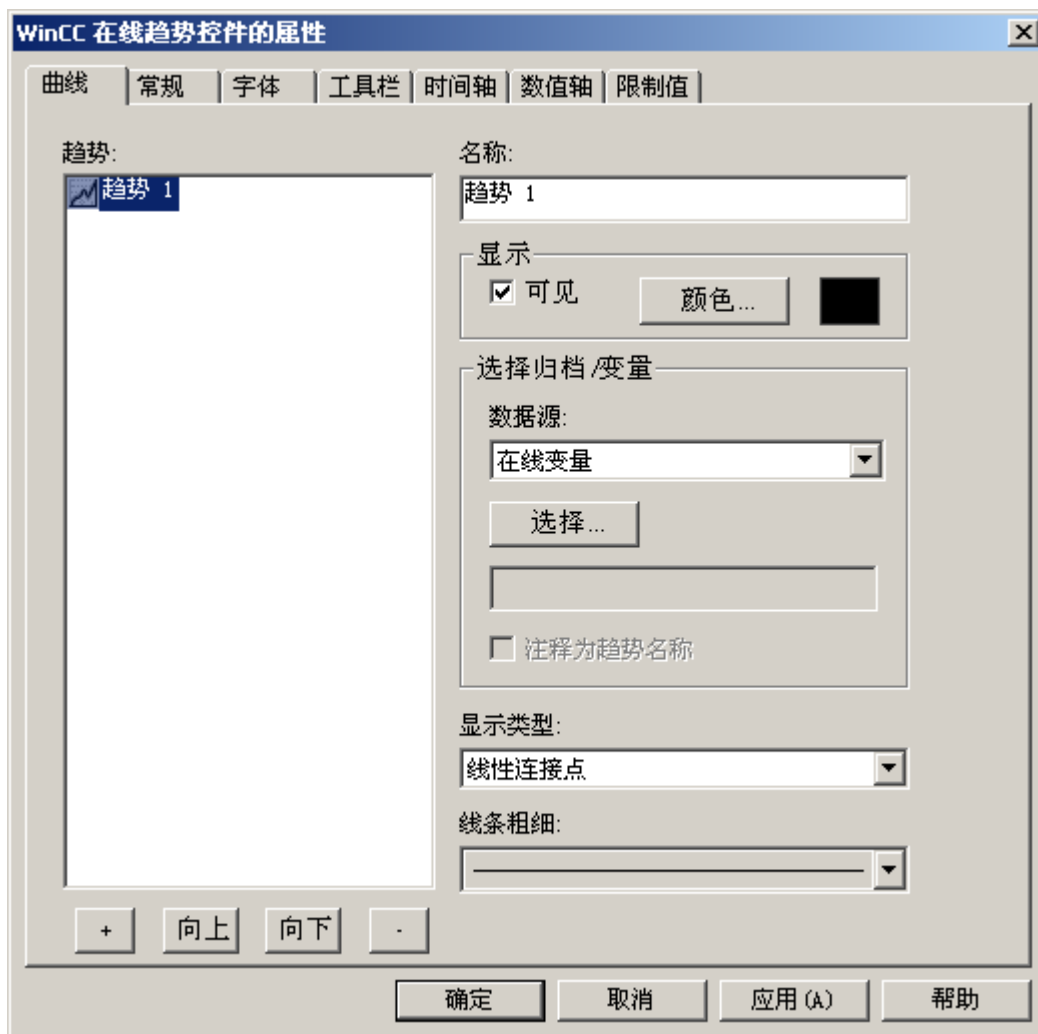 WinCC 在线趋势控件的属性
曲线 常规 字体 工具栏 时间轴 数值轴 限制值
趋势:
趋势 1
名称:
趋势 1
显示
可见
颜色...
选择归档/变量
数据源:
在线变量
选择...
注释为趋势名称
显示类型:
线性连接点
线条粗细:
+ 向上 向下 -
确定 取消 应用(A) 帮助